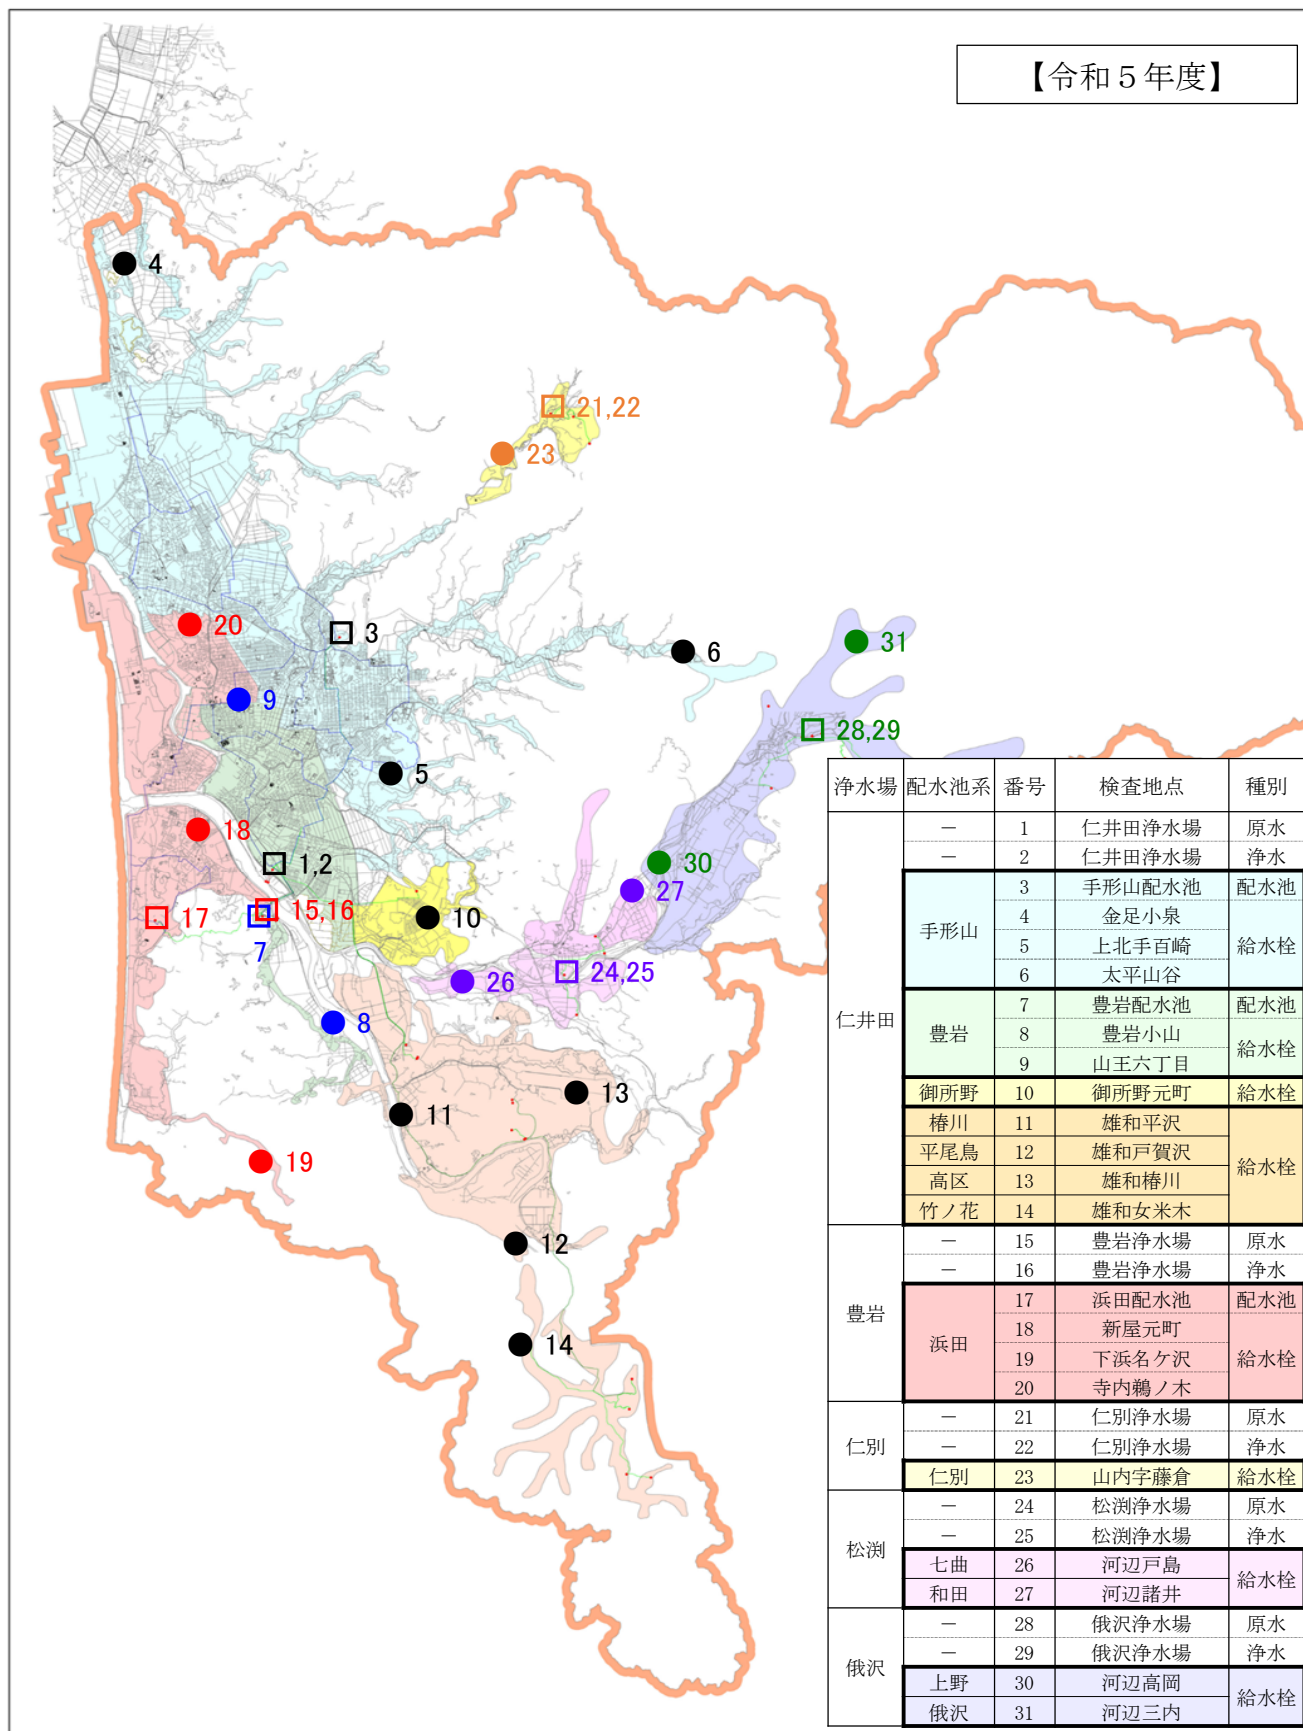 【令和５年度】
4
21,22
23
20
3
6
31
9
28,29
5
18
1,2
30
27
17
15,16
10
7
26
24,25
8
13
11
19
12
14
浄水場 配水池系 番号 検査地点 種別
仁井田 － 1 仁井田浄水場 原水
－ 2 仁井田浄水場 浄水
手形山 3 手形山配水池 配水池
4 金足小泉 給水栓
5 上北手百崎
6 太平山谷
豊岩 7 豊岩配水池 配水池
8 豊岩小山 給水栓
9 山王六丁目
御所野 10 御所野元町 給水栓
椿川 11 雄和平沢 給水栓
平尾鳥 12 雄和戸賀沢
高区 13 雄和椿川
竹ノ花 14 雄和女米木
豊岩 － 15 豊岩浄水場 原水
－ 16 豊岩浄水場 浄水
浜田 17 浜田配水池 配水池
18 新屋元町 給水栓
19 下浜名ケ沢
20 寺内鵜ノ木
仁別 － 21 仁別浄水場 原水
－ 22 仁別浄水場 浄水
仁別 23 山内字藤倉 給水栓
松渕 － 24 松渕浄水場 原水
－ 25 松渕浄水場 浄水
七曲 26 河辺戸島 給水栓
和田 27 河辺諸井
俄沢 － 28 俄沢浄水場 原水
－ 29 俄沢浄水場 浄水
上野 30 河辺高岡 給水栓
俄沢 31 河辺三内